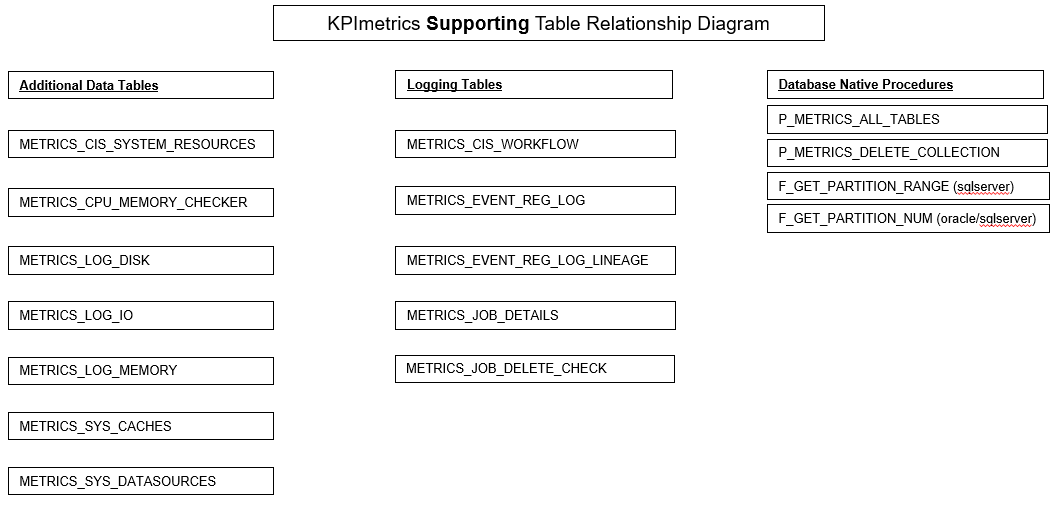 KPImetrics Supporting Table Relationship Diagram
Additional Data Tables
METRICS_CIS_SYSTEM_RESOURCES
METRICS_CPU_MEMORY_CHECKER
METRICS_LOG_DISK
METRICS_LOG_IO
METRICS_LOG_MEMORY
METRICS_SYS_CACHES
METRICS_SYS_DATASOURCES
Logging Tables
METRICS_CIS_WORKFLOW
METRICS_EVENT_REG_LOG
METRICS_EVENT_REG_LOG_LINEAGE
METRICS_JOB_DETAILS
METRICS_JOB_DELETE_CHECK
Database Native Procedures
P_METRICS_ALL_TABLES
P_METRICS_DELETE_COLLECTION
F_GET_PARTITION_RANGE (sqlserver)
F_GET_PARTITION_NUM (oracle/sqlserver)